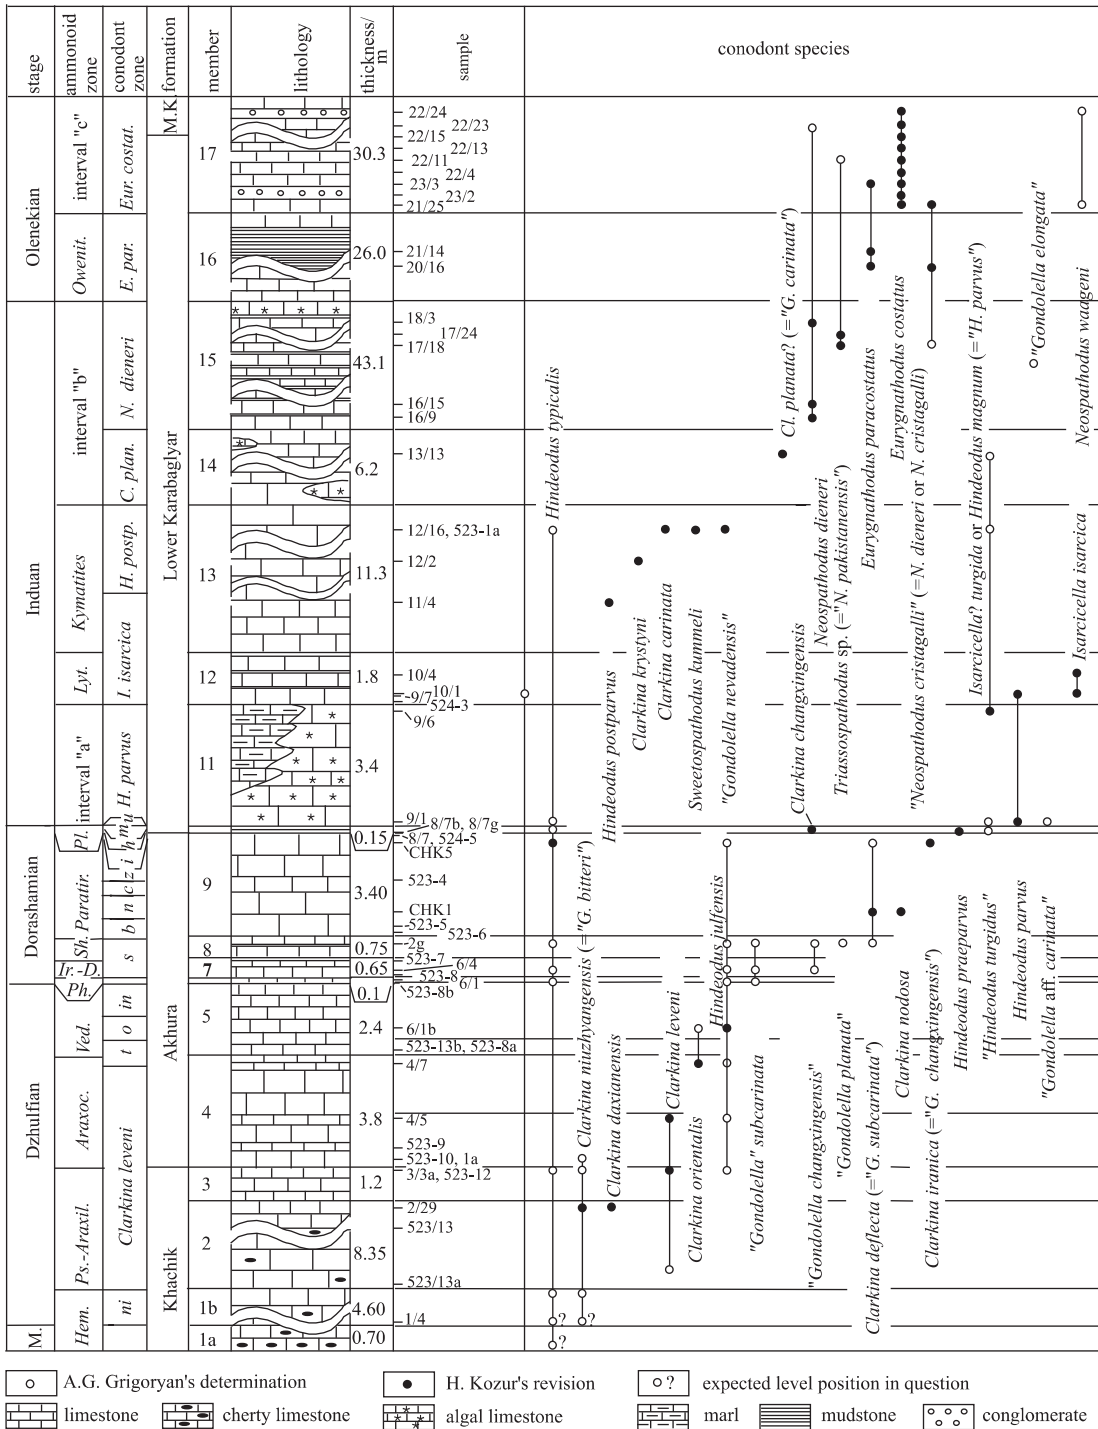 stage
ammonoid zone
conodont zone
formation
member
lithology
thickness/ m
sample
conodont species
M.
Dzhulfian
Dorashamian
Induan
Olenekian
Hem.
Ps.-Araxil.
Araxoc.
Ved.
Ph.
Ir.-D.
Sh.
Paratir.
Pl.
interval "a"
Lyt.
Kymatites
interval "b"
Owenit.
interval "c"
ni
Clarkina leveni
t
o
in
s
b
n
c
z
i
h
m
u
H. parvus
I. isarcica
H. postp.
C. plan.
N. dieneri
E. par.
Eur. costat.
Khachik
Akhura
Lower Karabaglyar
M.K.
17
16
15
14
13
12
11
9
8
7
5
4
3
2
1b
1a
30.3
26.0
43.1
6.2
11.3
1.8
3.4
0.15
3.40
0.75
0.65
0.1
2.4
3.8
1.2
8.35
4.60
0.70
22/24
22/23
22/15
22/13
22/11
22/4
23/3
23/2
21/25
21/14
20/16
18/3
17/24
17/18
16/15
16/9
13/13
12/16, 523-1a
12/2
11/4
10/4
10/1
9/7
524-3
9/6
9/1
8/7b, 8/7g
8/7, 524-5
CHK5
523-4
CHK1
523-5
523-6
2g
523-7
6/4
523-8
6/1
523-8b
6/1b
523-13b, 523-8a
4/7
4/5
523-9
523-10, 1a
3/3a, 523-12
2/29
523/13
523/13a
1/4
Hindeodus typicalis
Clarkina niuzhyangensis (="G. bitteri")
Hindeodus postparvus
Clarkina daxianensis
Clarkina krystyni
Clarkina carinata
Clarkina leveni
Sweetospathodus kummeli
Clarkina orientalis
"Gondolella nevadensis"
Hindeodus julfensis
"Gondolella" subcarinata
Cl. planata? (="G. carinata")
Clarkina changxingensis
"Gondolella changxingensis"
Neospathodus dieneri
Triassospathodus sp. (="N. pakistanensis")
"Gondolella planata"
Eurygnathodus paracostatus
Clarkina deflecta (="G. subcarinata")
Eurygnathodus costatus
Clarkina nodosa
"Neospathodus cristagalli" (=N. dieneri or N. cristagalli)
Clarkina iranica (="G. changxingensis")
Hindeodus praeparvus
Isarcicella? turgida or Hindeodus magnum (="H. parvus")
"Hindeodus turgidus"
Hindeodus parvus
"Gondolella elongata"
"Gondolella aff. carinata"
Neospathodus waageni
Isarcicella isarcica
? ?
?
A.G. Grigoryan's determination
H. Kozur's revision
? expected level position in question
limestone
cherty limestone
algal limestone
marl
mudstone
conglomerate